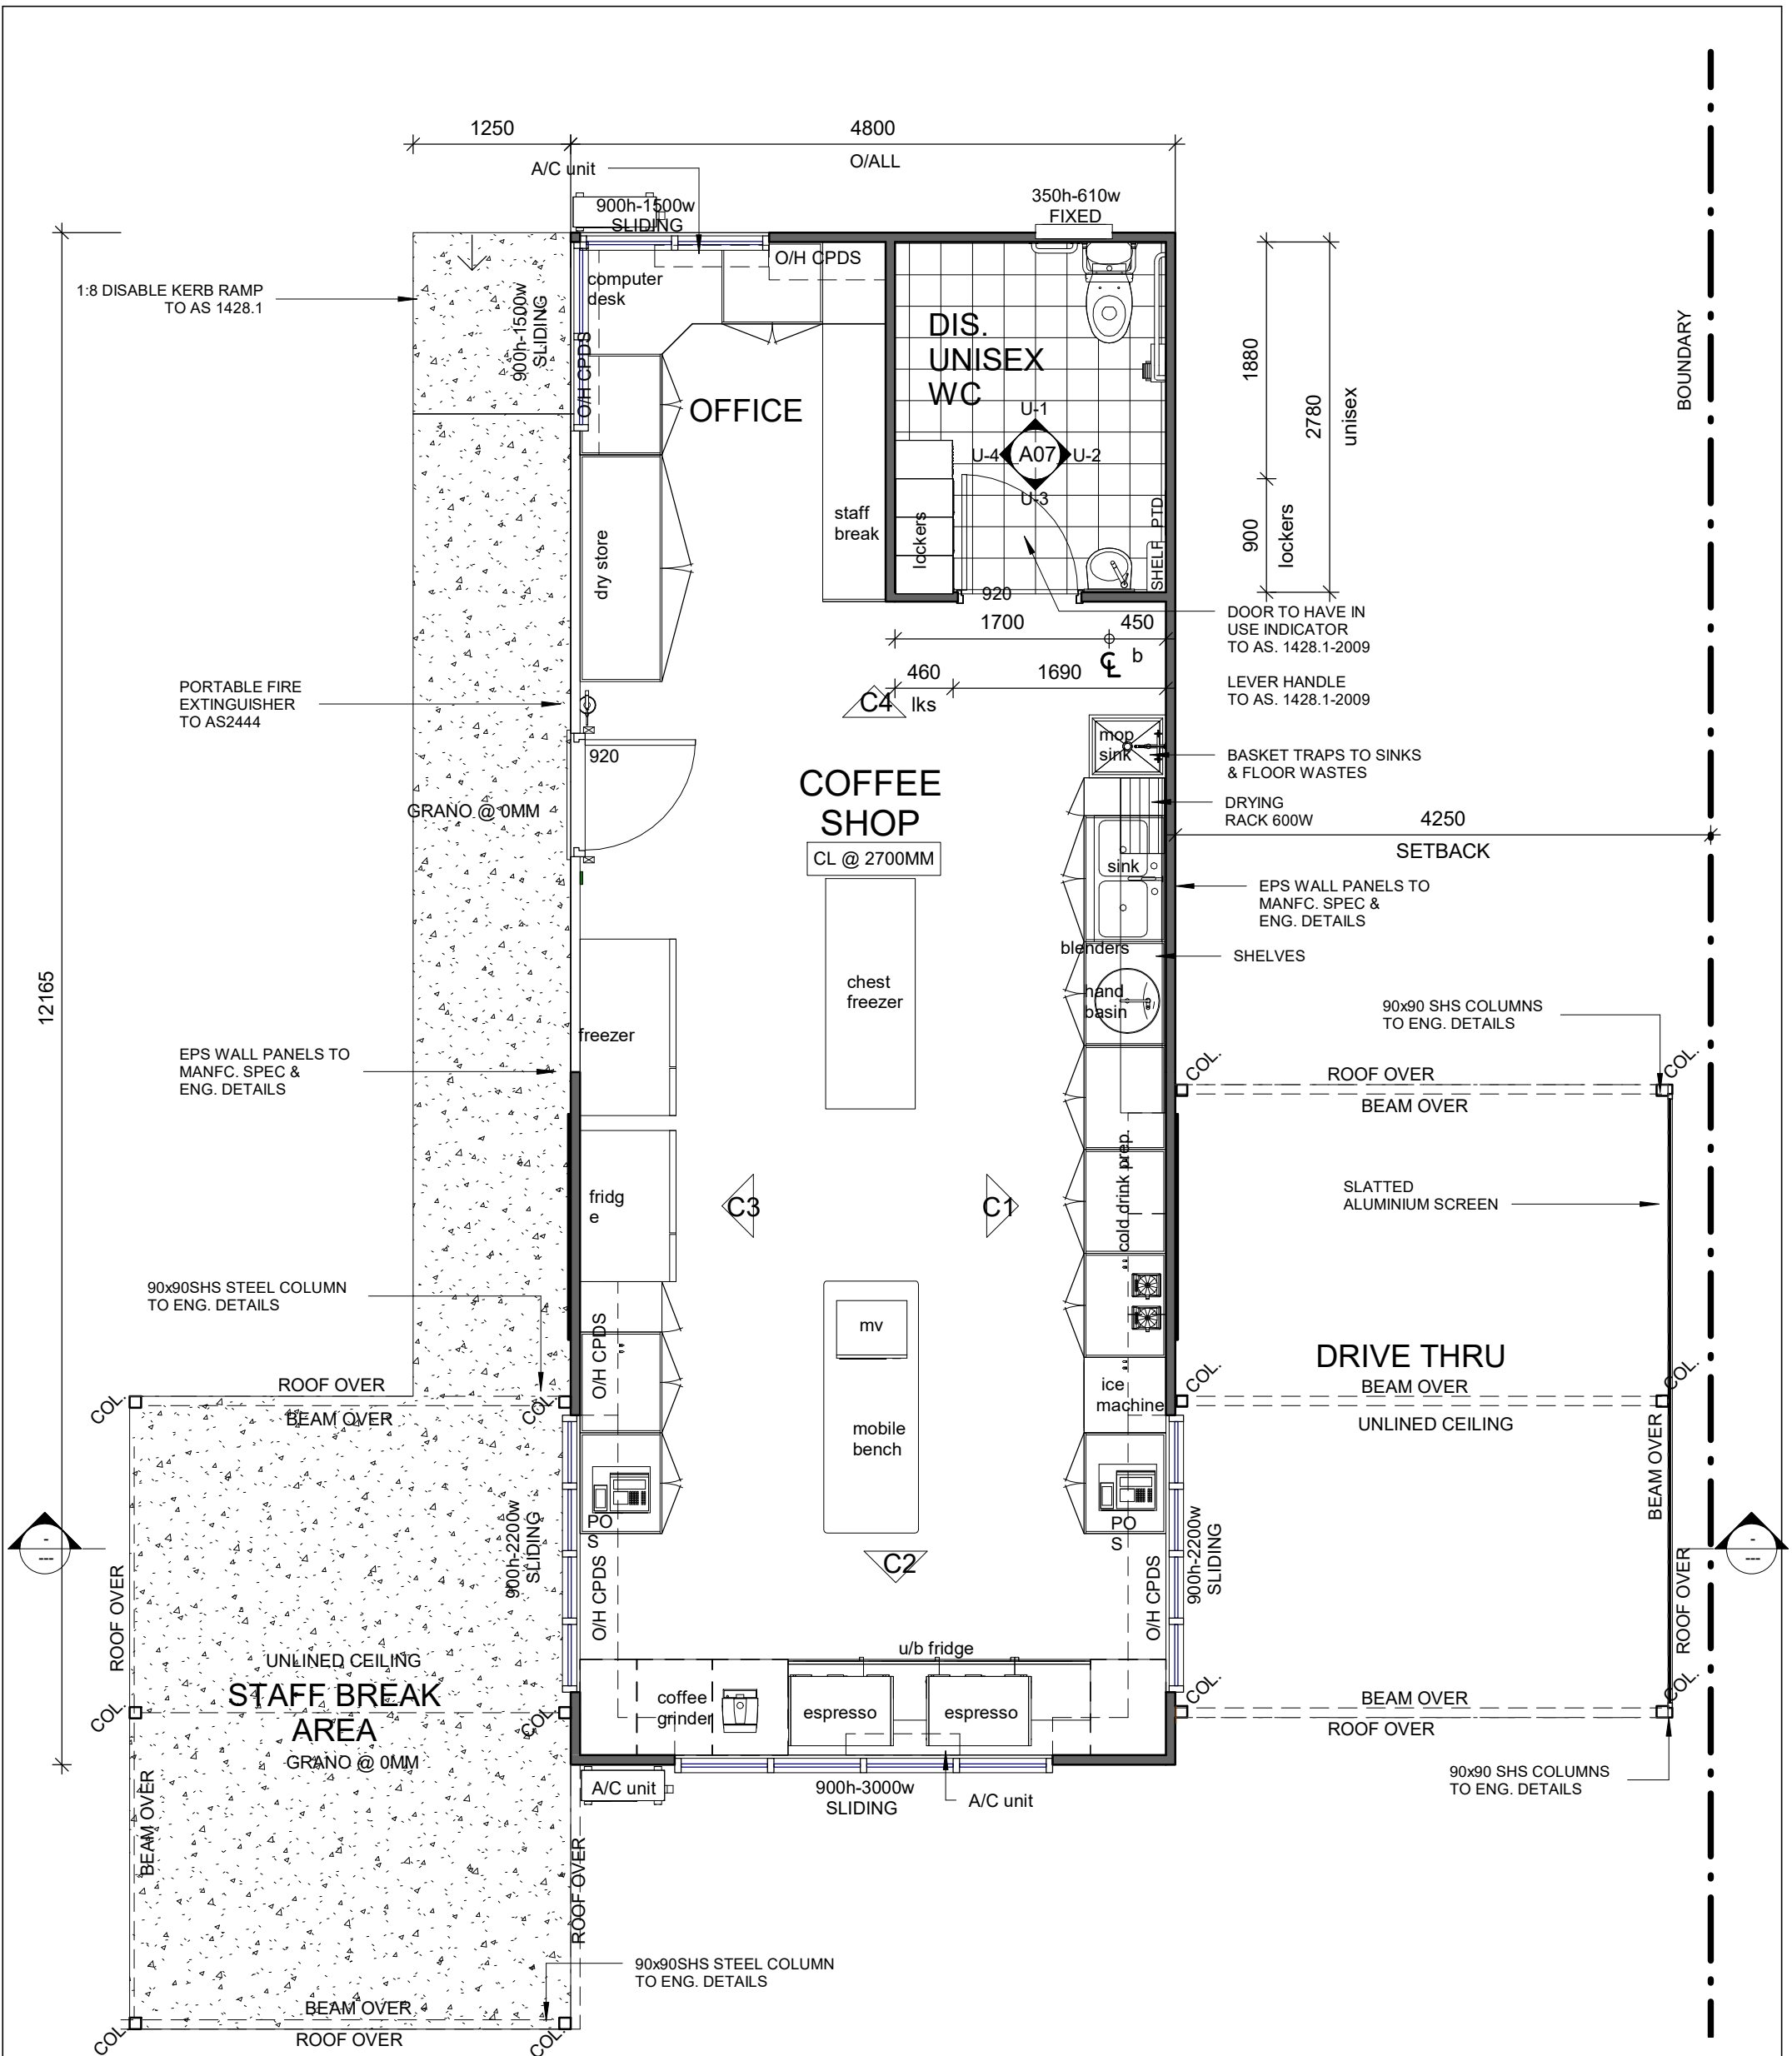 1250
4800
O/ALL
A/C unit
900h-1500w
SLIDING
350h-610w
FIXED
O/H CPDS
computer
desk
1:8 DISABLE KERB RAMP
TO AS 1428.1
900h-1500w
SLIDING
O/H CPDS
OFFICE
DIS.
UNISEX
WC
U-1
U-4
A07
U-2
U-3
1880
2780
unisex
900
lockers
BOUNDARY
dry store
staff
break
lockers
SHELF
PTD
920
1700
450
b
460
1690
lks
C4
DOOR TO HAVE IN
USE INDICATOR
TO AS. 1428.1-2009
LEVER HANDLE
TO AS. 1428.1-2009
PORTABLE FIRE
EXTINGUISHER
TO AS2444
920
GRANO @ 0MM
COFFEE
SHOP
CL @ 2700MM
mop
sink
BASKET TRAPS TO SINKS
& FLOOR WASTES
DRYING
RACK 600W
4250
SETBACK
sink
EPS WALL PANELS TO
MANFC. SPEC &
ENG. DETAILS
blenders
SHELVES
hand
basin
12165
chest
freezer
freezer
EPS WALL PANELS TO
MANFC. SPEC &
ENG. DETAILS
90x90 SHS COLUMNS
TO ENG. DETAILS
COL.
COL.
ROOF OVER
BEAM OVER
fridg
e
C3
C1
cold drink prep.
SLATTED
ALUMINIUM SCREEN
90x90SHS STEEL COLUMN
TO ENG. DETAILS
O/H CPDS
mv
DRIVE THRU
ROOF OVER
BEAM OVER
COL.
COL.
COL.
COL.
BEAM OVER
UNLINED CEILING
ice
machine
mobile
bench
BEAM OVER
PO
S
PO
S
900h-2200w
SLIDING
O/H CPDS
C2
O/H CPDS
900h-2200w
SLIDING
-
---
-
---
ROOF OVER
ROOF OVER
UNLINED CEILING
STAFF BREAK
AREA
GRANO @ 0MM
COL.
COL.
u/b fridge
coffee
grinder
espresso
espresso
COL.
COL.
BEAM OVER
ROOF OVER
A/C unit
900h-3000w
SLIDING
A/C unit
90x90 SHS COLUMNS
TO ENG. DETAILS
BEAM OVER
ROOF OVER
90x90SHS STEEL COLUMN
TO ENG. DETAILS
BEAM OVER
ROOF OVER
COL.
COL.